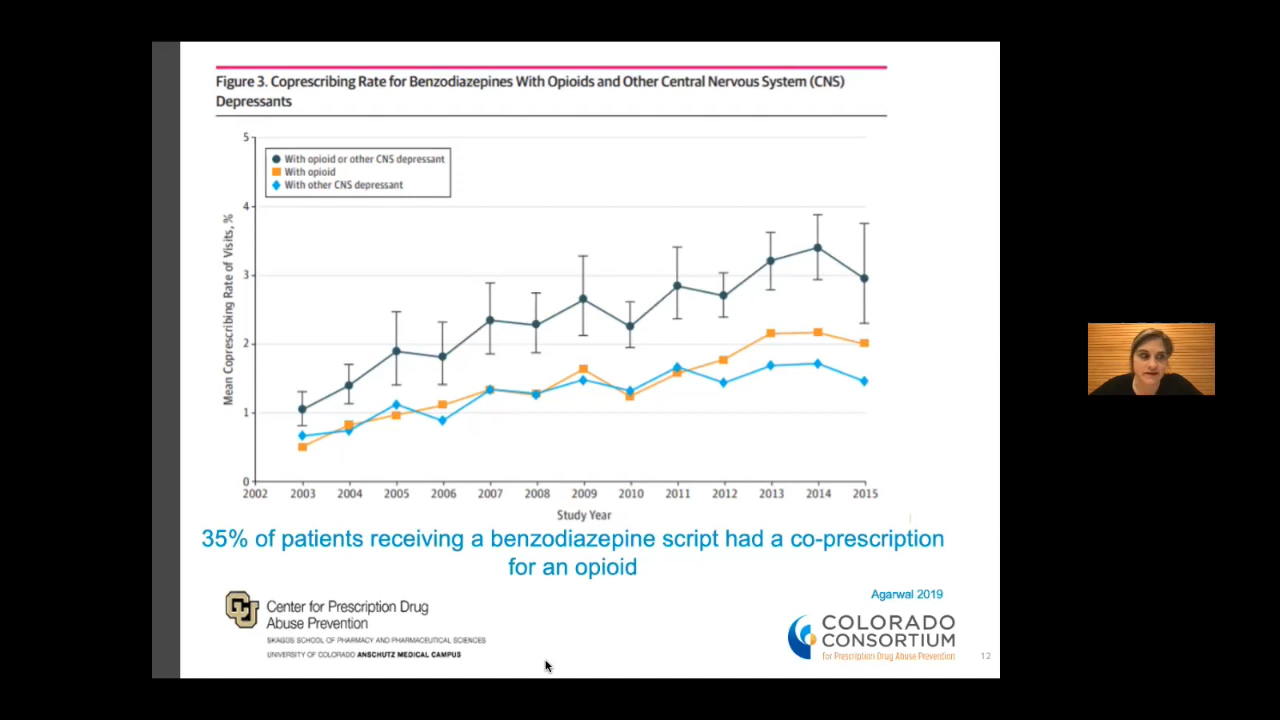 Figure 3. Coprescribing Rate for Benzodiazepines With Opioids and Other Central Nervous System (CNS)
Depressants
5
4
3
2
1
0
Mean Coprescribing Rate of Visits, %
With opioid or other CNS depressant
With opioid
With other CNS depressant
2002 2003 2004 2005 2006 2007 2008 2009 2010 2011 2012 2013 2014 2015
Study Year
35% of patients receiving a benzodiazepine script had a co-prescription
for an opioid
Agarwal 2019
CU
Center for Prescription Drug
Abuse Prevention
SKAGGS SCHOOL OF PHARMACY AND PHARMACEUTICAL SCIENCES
UNIVERSITY OF COLORADO ANSCHUTZ MEDICAL CAMPUS
COLORADO
CONSORTIUM
for Prescription Drug Abuse Prevention
12